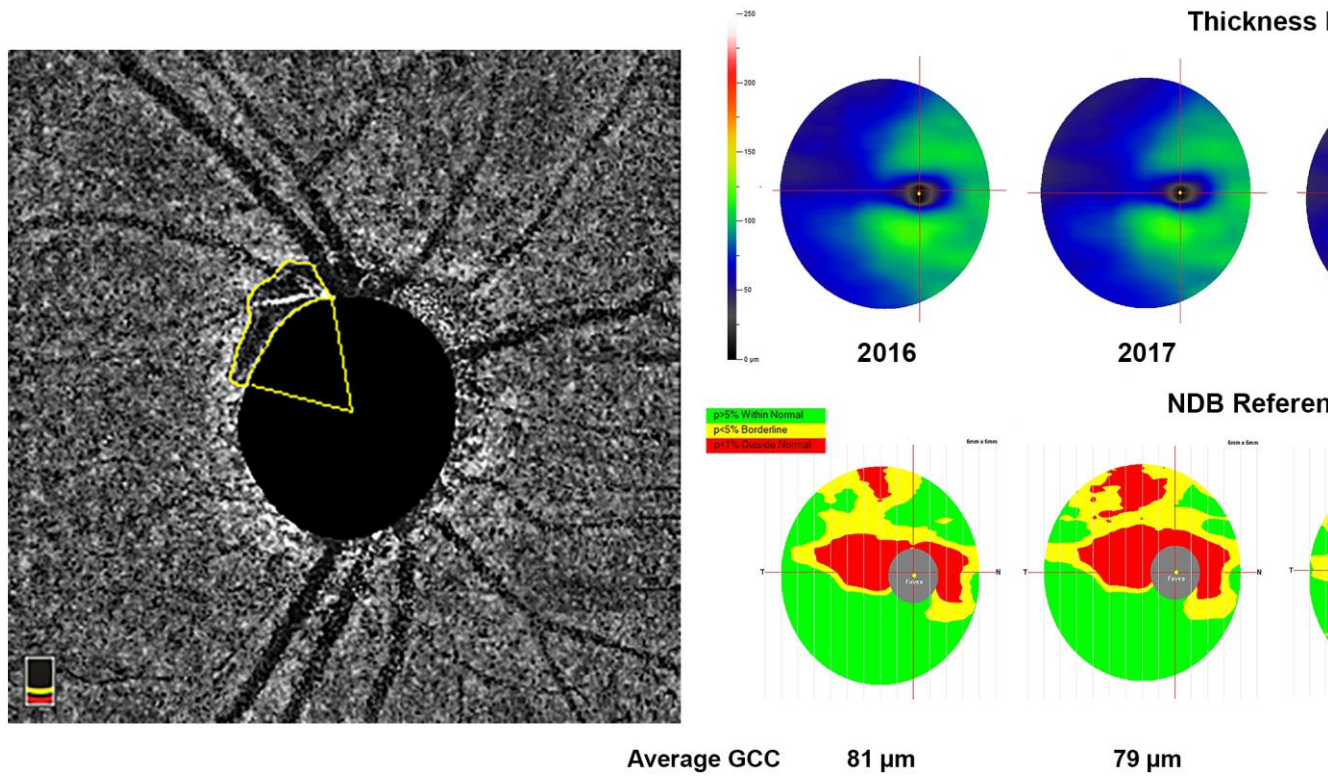 Thickness
250
200
150
100
50
0 µm
2016
2017
NDB
p>5% Within Normal
p<5% Borderline
p<1% Outside Normal
6mm x 6mm
6mm x 6mm
T
Fovea
N
T
Fovea
N
T
Average GCC 81 µm 79 µm